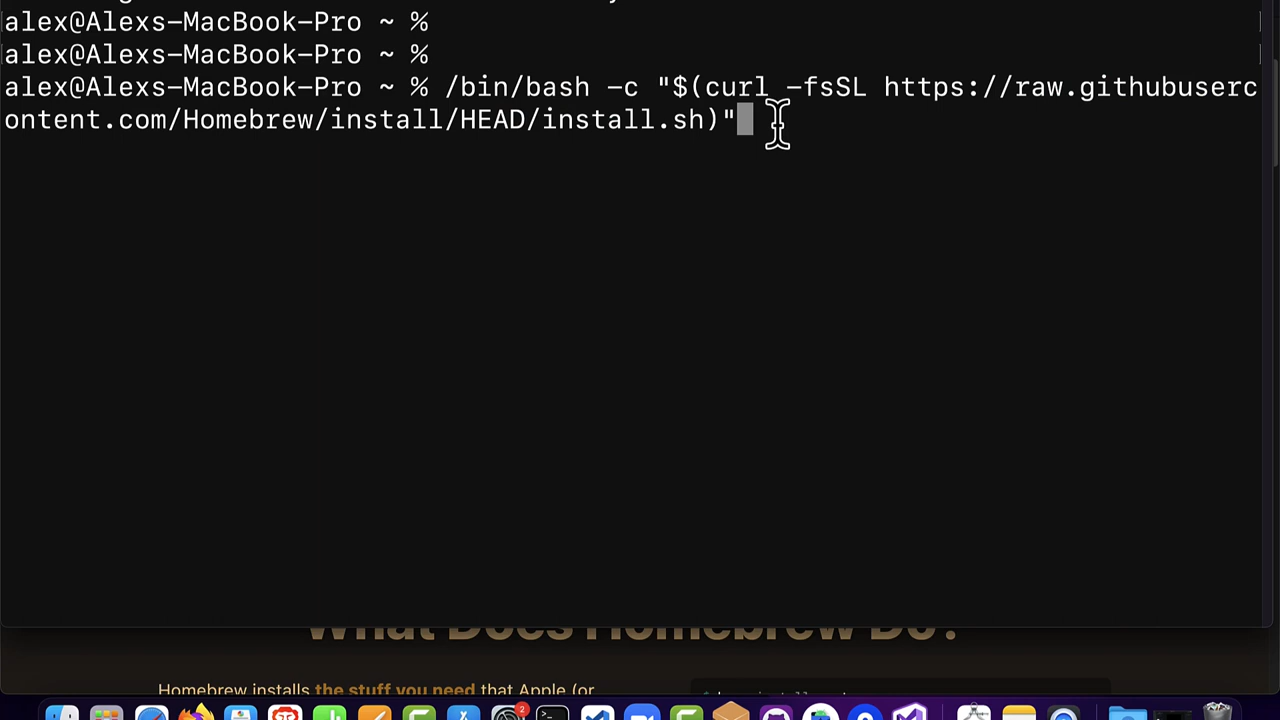 alex@Alexs-MacBook-Pro ~ %
alex@Alexs-MacBook-Pro ~ %
alex@Alexs-MacBook-Pro ~ % /bin/bash -c "$(curl -fsSL https://raw.githubuserc
ontent.com/Homebrew/install/HEAD/install.sh)"
What Does Homebrew Do?
Homebrew installs the stuff you need that Apple (or
2